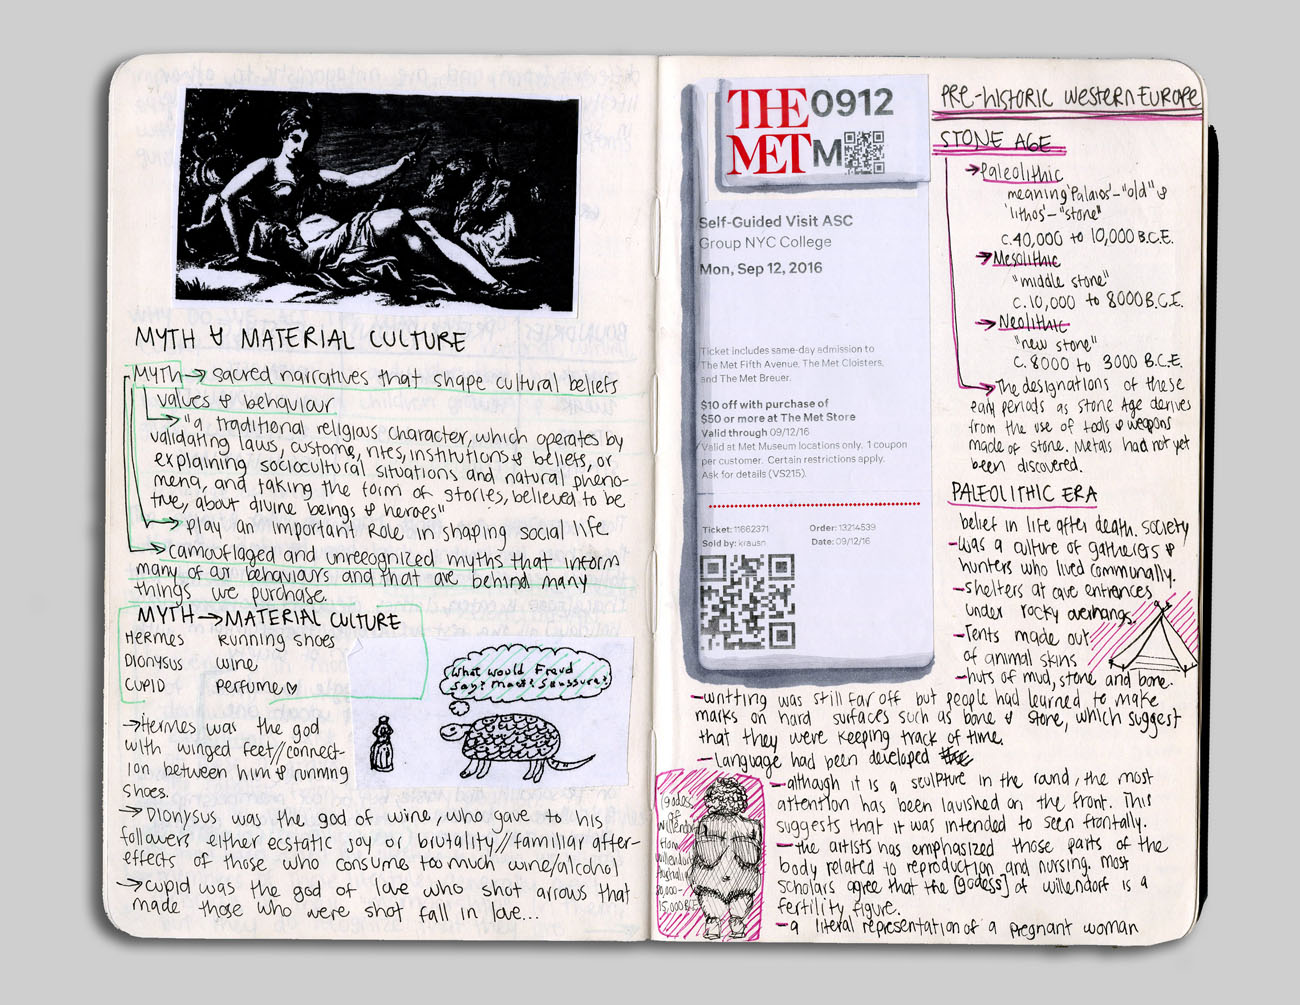 MYTH & MATERIAL CULTURE
MYTH → sacred narratives that shape cultural beliefs
values & behaviour
→ "a traditional religious character, which operates by
validating laws, customs, rites, institutions & beliefs, or
explaining sociocultural situations and natural pheno-
mena, and taking the form of stories, believed to be
true, about divine beings & heroes"
→ play an important role in shaping social life
→ camouflaged and unrecognized myths that inform
many of our behaviours and that are behind many
things we purchase.
MYTH → MATERIAL CULTURE
HERMES running shoes
DIONYSUS wine
CUPID perfume ♡
What would Freud
say? Marx? Saussure?
→ Hermes was the god
with winged feet//connect-
ion between him & running
shoes.
→ Dionysus was the god of wine, who gave to his
followers either ecstatic joy or brutality//familiar after-
effects of those who consume too much wine/alcohol
→ cupid was the god of love who shot arrows that
made those who were shot fall in love...
THE 0912
MET M
Self-Guided Visit ASC
Group NYC College
Mon, Sep 12, 2016
Ticket includes same-day admission to
The Met Fifth Avenue, The Met Cloisters,
and The Met Breuer.
$10 off with purchase of
$50 or more at The Met Store
Valid through 09/12/16
Valid at Met Museum locations only. 1 coupon
per customer. Certain restrictions apply.
Ask for details (VS215).
Ticket: 11662371 Order: 13214539
Sold by: krausn Date: 09/12/16
PRE-HISTORIC WESTERN EUROPE
STONE AGE
→ Paleolithic
meaning 'Palaios' - "old" &
'lithos' - "stone"
c. 40,000 to 10,000 B.C.E.
→ Mesolithic
"middle stone"
c. 10,000 to 8000 B.C.E.
→ Neolithic
"new stone"
c. 8000 to 3000 B.C.E.
→ The designations of these
early periods as Stone Age derives
from the use of tools & weapons
made of stone. Metals had not yet
been discovered.
PALEOLITHIC ERA
belief in life after death. society
- was a culture of gatherers &
hunters who lived communally.
- shelters at cave entrances
under rocky overhangs.
- Tents made out
of animal skins
- huts of mud, stone and bone.
- writting was still far off but people had learned to make
marks on hard surfaces such as bone & stone, which suggest
that they were keeping track of time.
- Language had been developed
(godess
of
willendorf
from
willendorf
Australia
15,000 BCE
- although it is a sculpture in the round, the most
attention has been lavished on the front. This
suggests that it was intended to seen frontally.
- the artists has emphasized those parts of the
body related to reproduction and nursing. most
scholars agree that the [godess] of willendorf is a
fertility figure.
- a literal representation of a pregnant woman